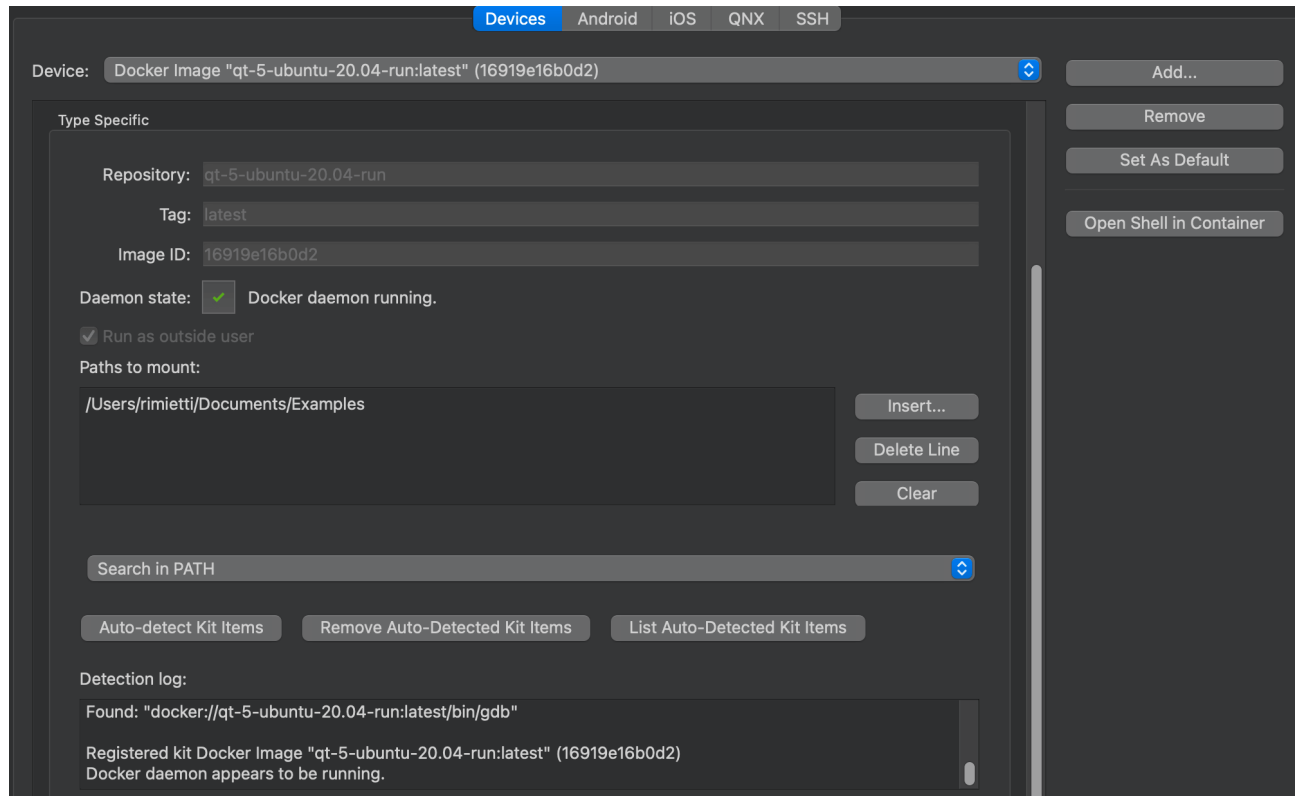 Devices Android iOS QNX SSH
Device: Docker Image "qt-5-ubuntu-20.04-run:latest" (16919e16b0d2)
Add...
Remove
Set As Default
Open Shell in Container
Type Specific
Repository: qt-5-ubuntu-20.04-run
Tag: latest
Image ID: 16919e16b0d2
Daemon state: Docker daemon running.
Run as outside user
Paths to mount:
/Users/rimietti/Documents/Examples
Insert...
Delete Line
Clear
Search in PATH
Auto-detect Kit Items Remove Auto-Detected Kit Items List Auto-Detected Kit Items
Detection log:
Found: "docker://qt-5-ubuntu-20.04-run:latest/bin/gdb"
Registered kit Docker Image "qt-5-ubuntu-20.04-run:latest" (16919e16b0d2)
Docker daemon appears to be running.